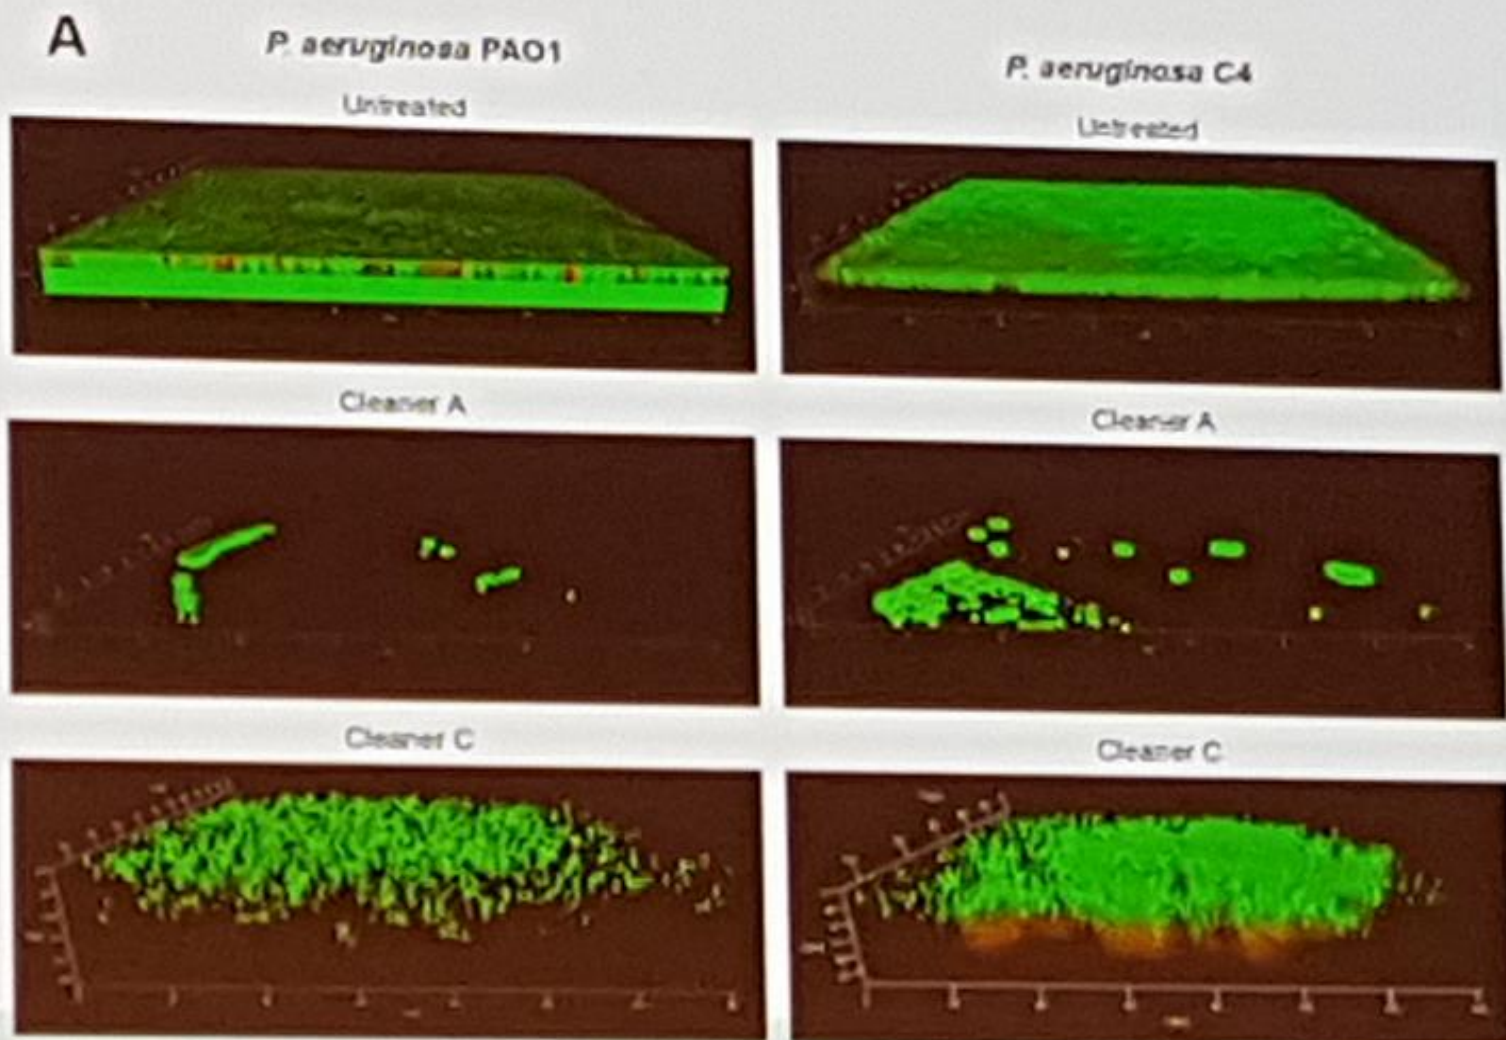 A
P. aeruginosa PAO1
P. aeruginosa C4
Untreated
Untreated
Cleaner A
Cleaner A
Cleaner C
Cleaner C